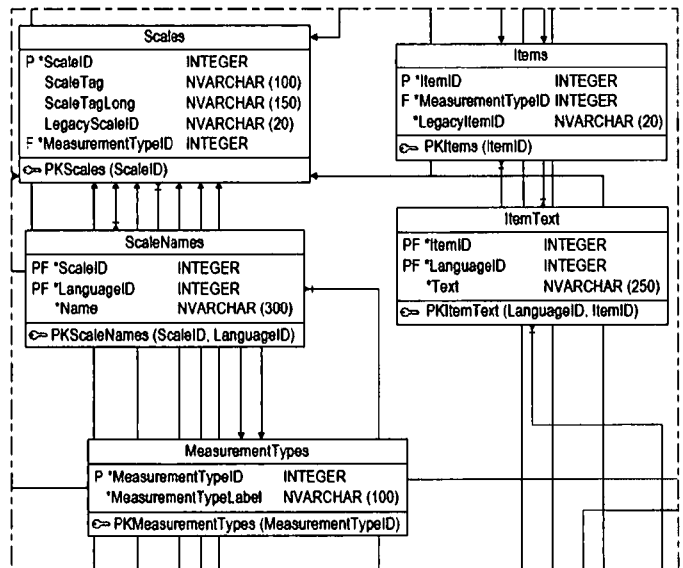 Scales
P *ScaleID INTEGER
ScaleTag NVARCHAR (100)
ScaleTagLong NVARCHAR (150)
LegacyScaleID NVARCHAR (20)
F *MeasurementTypeID INTEGER
PKScales (ScaleID)
Items
P *ItemID INTEGER
F *MeasurementTypeID INTEGER
*LegacyItemID NVARCHAR (20)
PKItems (ItemID)
ScaleNames
PF *ScaleID INTEGER
PF *LanguageID INTEGER
*Name NVARCHAR (300)
PKScaleNames (ScaleID, LanguageID)
ItemText
PF *ItemID INTEGER
PF *LanguageID INTEGER
*Text NVARCHAR (250)
PKItemText (LanguageID, ItemID)
MeasurementTypes
P *MeasurementTypeID INTEGER
*MeasurementTypeLabel NVARCHAR (100)
PKMeasurementTypes (MeasurementTypeID)